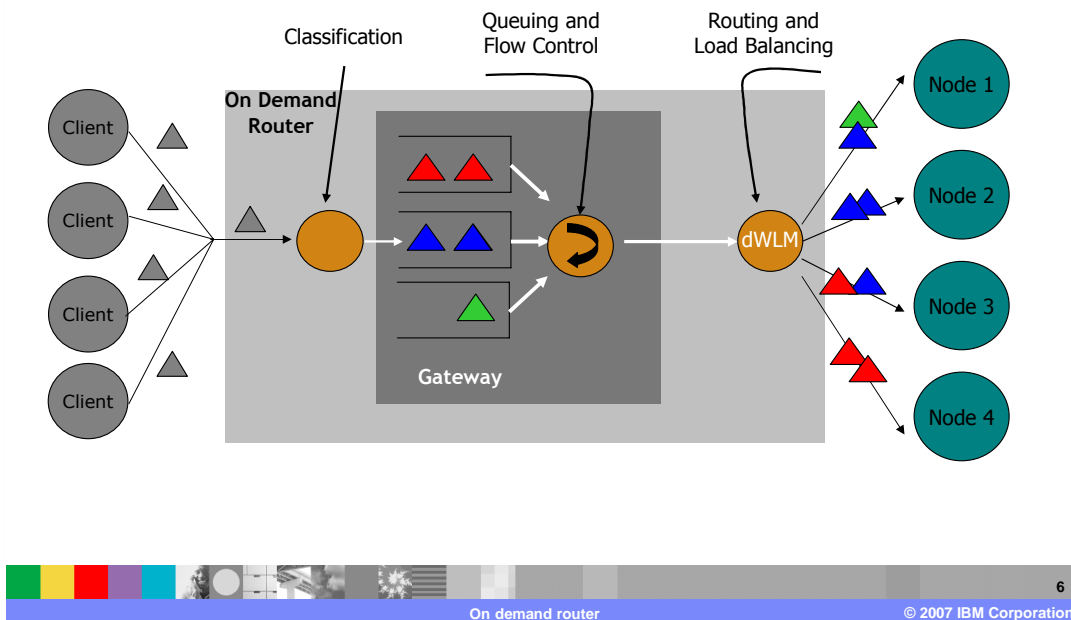 Classification
Queuing and
Flow Control
Routing and
Load Balancing
On Demand
Router
Client
Client
Client
Client
Gateway
dWLM
Node 1
Node 2
Node 3
Node 4
6
On demand router
© 2007 IBM Corporation